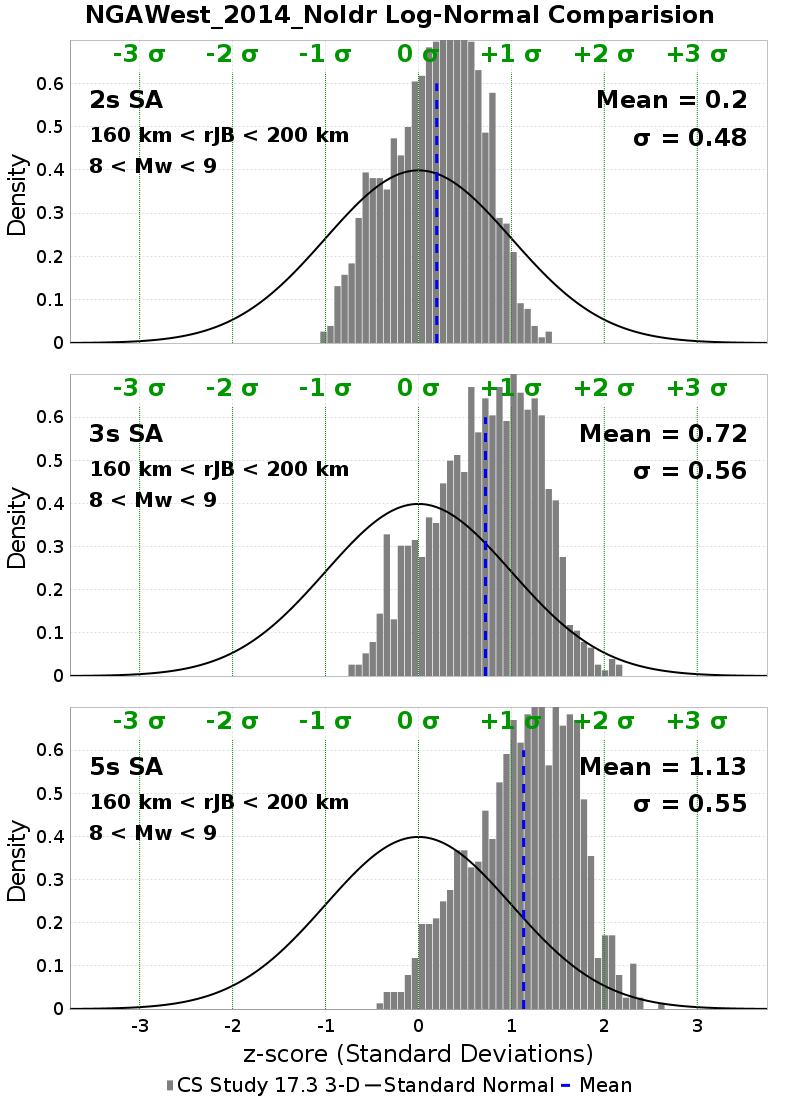 NGAWest_2014_NoIdr Log-Normal Comparision
-3 σ -2 σ -1 σ 0 σ +1 σ +2 σ +3 σ
2s SA Mean = 0.2
160 km < rJB < 200 km σ = 0.48
8 < Mw < 9
0.6
0.5
0.4
0.3
0.2
0.1
0
Density
-3 σ -2 σ -1 σ 0 σ +1 σ +2 σ +3 σ
3s SA Mean = 0.72
160 km < rJB < 200 km σ = 0.56
8 < Mw < 9
0.6
0.5
0.4
0.3
0.2
0.1
0
Density
-3 σ -2 σ -1 σ 0 σ +1 σ +2 σ +3 σ
5s SA Mean = 1.13
160 km < rJB < 200 km σ = 0.55
8 < Mw < 9
0.6
0.5
0.4
0.3
0.2
0.1
0
Density
-3 -2 -1 0 1 2 3
z-score (Standard Deviations)
CS Study 17.3 3-D Standard Normal Mean